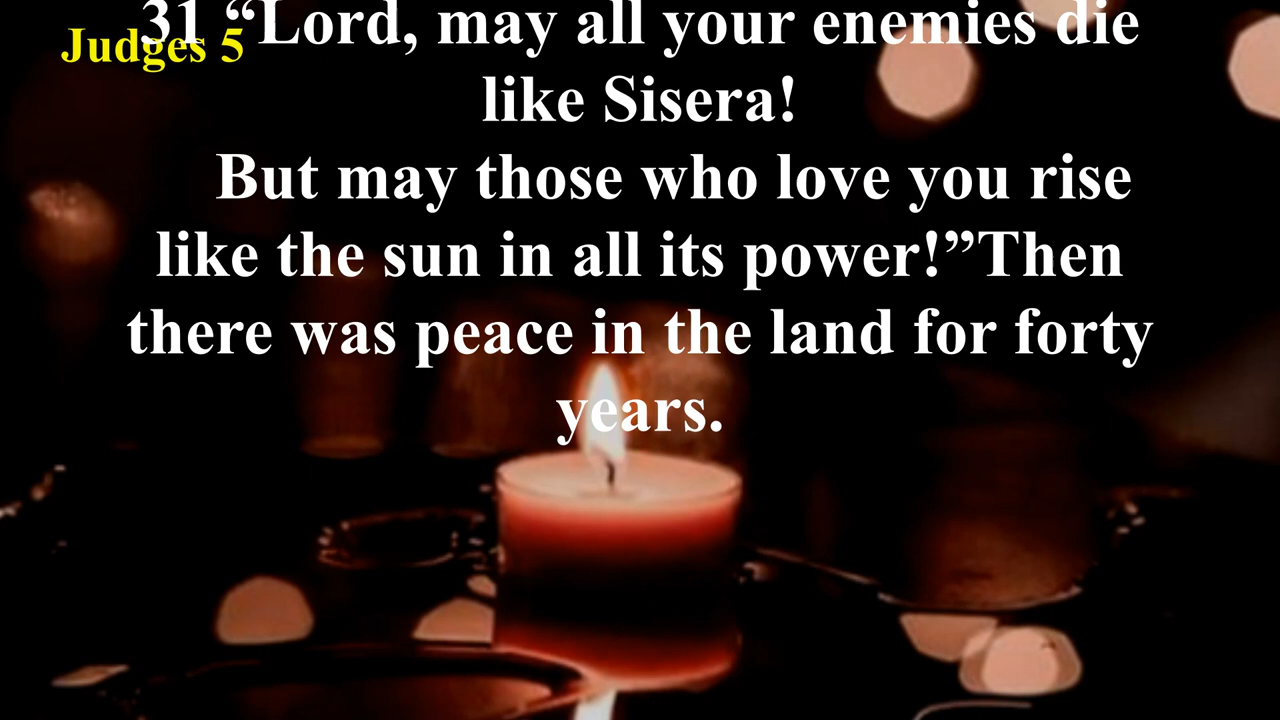 Judges 5
31 “Lord, may all your enemies die
like Sisera!
But may those who love you rise
like the sun in all its power!”Then
there was peace in the land for forty
years.